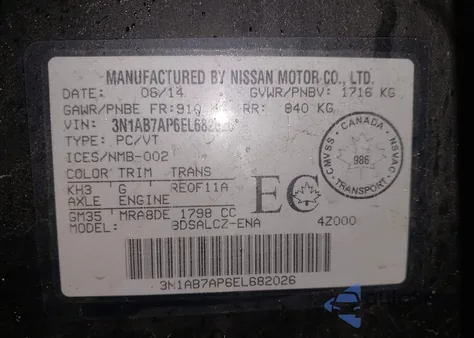 MANUFACTURED BY NISSAN MOTOR CO., LTD.
DATE: 06/14 GVWR/PNBV: 1716 KG
GAWR/PNBE FR: 910 RR: 840 KG
VIN: 3N1AB7AP6EL682026
TYPE: PC/VT
ICES/NMB-002
COLOR TRIM TRANS
KH3 G RE0F11A
AXLE ENGINE
GM35 MRA8DE 1798 CC
MODEL: BDSALCZ-ENA 4Z000
EC
CANADA
CMVSS NSVAC
986
TRANSPORT
3N1AB7AP6EL682026